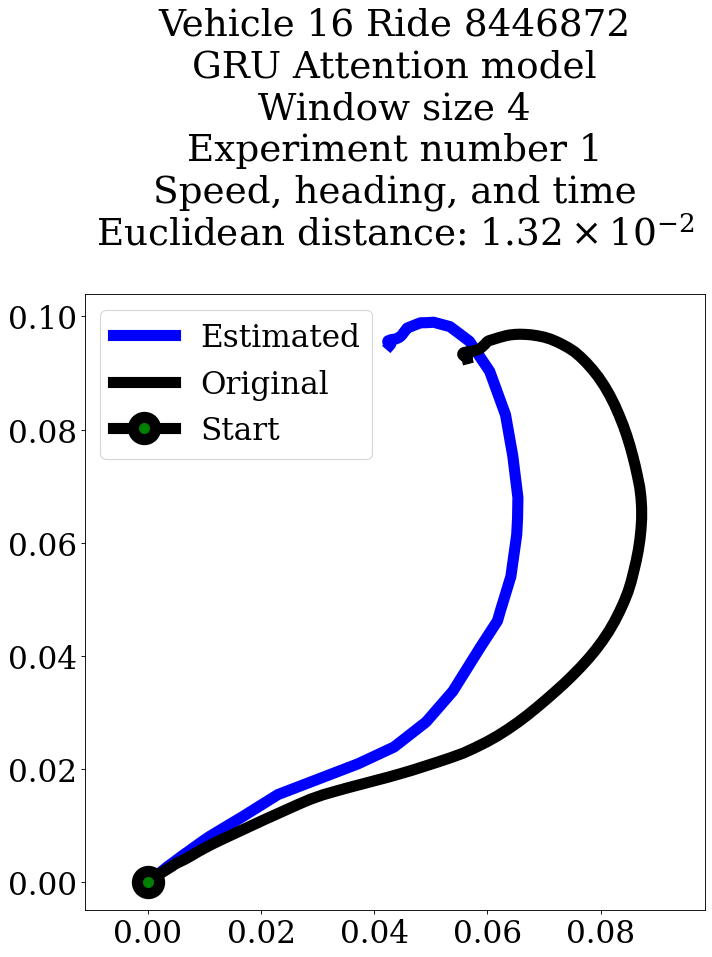 Vehicle 16 Ride 8446872
GRU Attention model
Window size 4
Experiment number 1
Speed, heading, and time
Euclidean distance: 1.32 × 10⁻²
Estimated
Original
Start
0.10
0.08
0.06
0.04
0.02
0.00
0.00 0.02 0.04 0.06 0.08